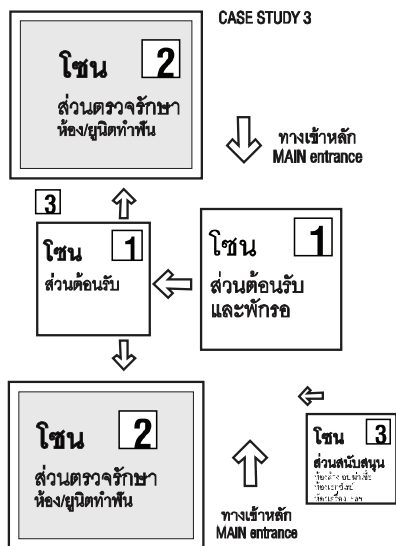 CASE STUDY 3
โซน 2
ส่วนตรวจรักษา
ห้อง/ยูนิตทำฟัน
ทางเข้าหลัก
MAIN entrance
3
โซน 1
ส่วนต้อนรับ
โซน 1
ส่วนต้อนรับ
และพักรอ
โซน 2
ส่วนตรวจรักษา
ห้อง/ยูนิตทำฟัน
ทางเข้าหลัก
MAIN entrance
โซน 3
ส่วนสนับสนุน